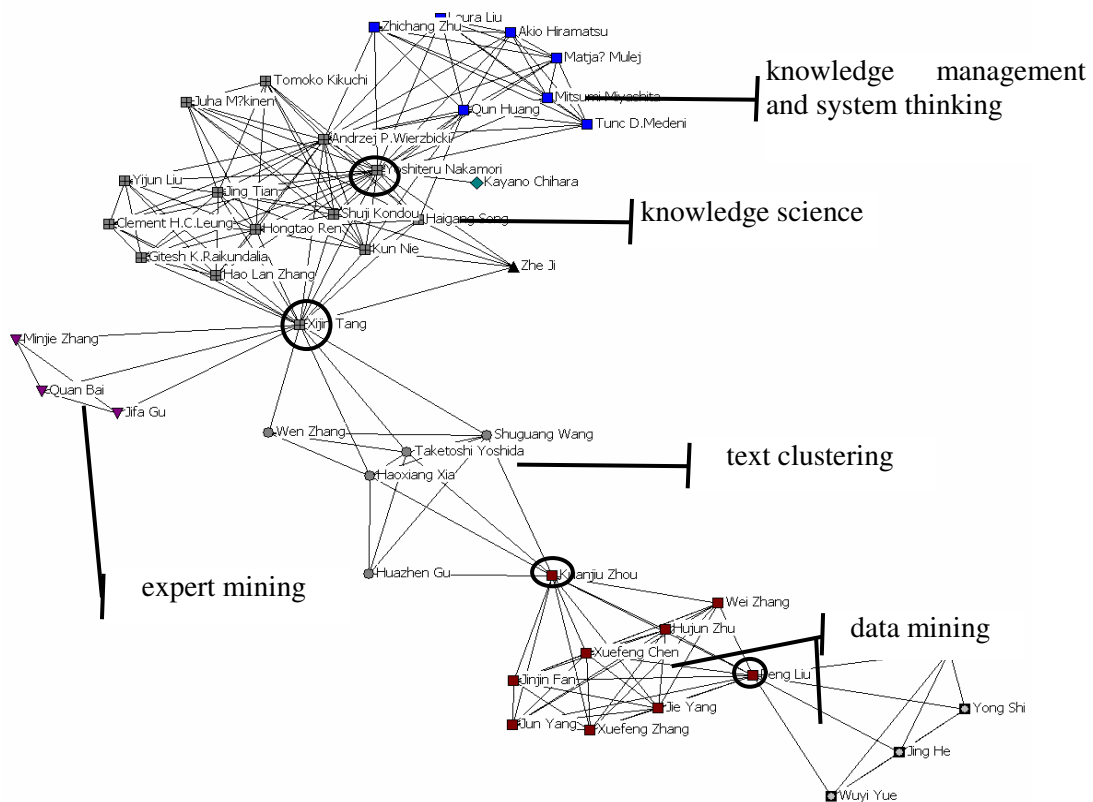 Laura Liu
Zhichang Zhu
Akio Hiramatsu
Matja? Mulej
knowledge management
and system thinking
Tomoko Kikuchi
Mitsumi Miyashita
Juha M?kinen
Qun Huang
Tunc D.Medeni
Andrzej P.Wierzbicki
Yoshiteru Nakamori
Yijun Liu
Kayano Chihara
Jing Tian
knowledge science
Shuji Kondou
Haigang Song
Clement H.C.Leung
Hongtao Ren
Kun Nie
Gitesh K.Raikundalia
Zhe Ji
Hao Lan Zhang
Xijin Tang
Minjie Zhang
Quan Bai
Jifa Gu
Wen Zhang
Shuguang Wang
Taketoshi Yoshida
text clustering
Haoxiang Xia
Huazhen Gu
Kuanjiu Zhou
expert mining
Wei Zhang
Hujun Zhu
data mining
Xuefeng Chen
Jinjin Fan
Peng Liu
Jie Yang
Yong Shi
Jun Yang
Xuefeng Zhang
Jing He
Wuyi Yue